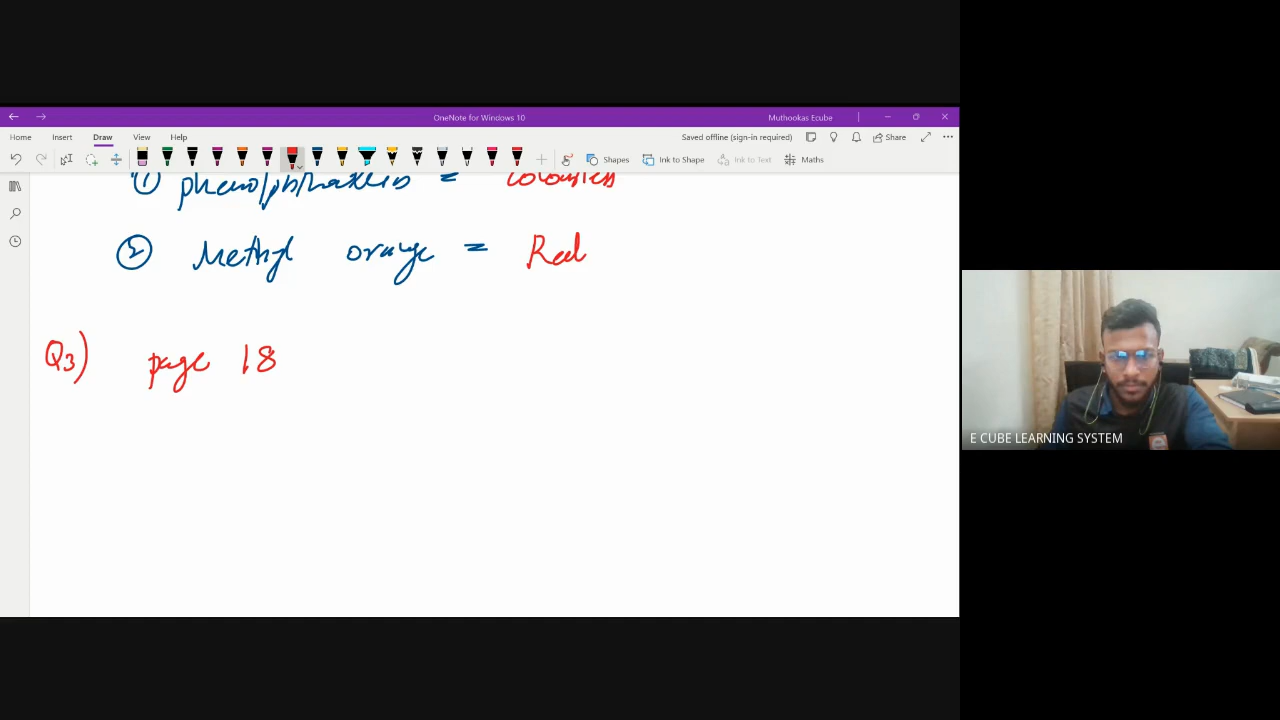 OneNote for Windows 10
Muthookas Ecube
Home Insert Draw View Help
Saved offline (sign-in required) Share
Shapes Ink to Shape Ink to Text Maths
① phenolphthalein = colourless
② Methyl orange = Red
Q3) page 18
E CUBE LEARNING SYSTEM